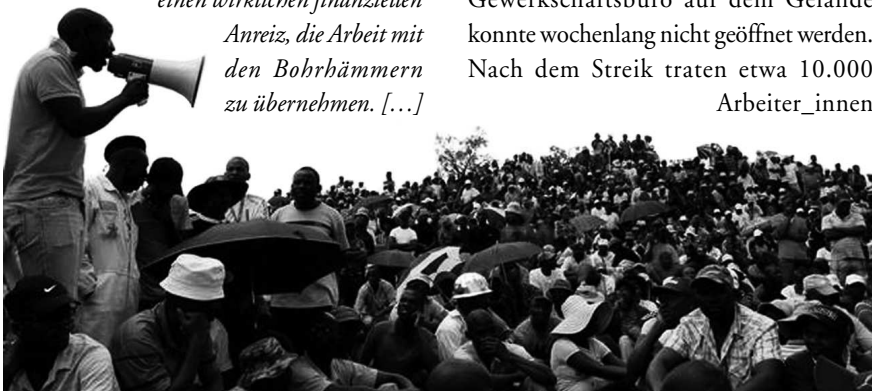 einen wirklichen finanziellen
Anreiz, die Arbeit mit
den Bohrhämmern
zu übernehmen. […]
Gewerkschaftsbüro auf dem Gelände
konnte wochenlang nicht geöffnet werden.
Nach dem Streik traten etwa 10.000
Arbeiter_innen